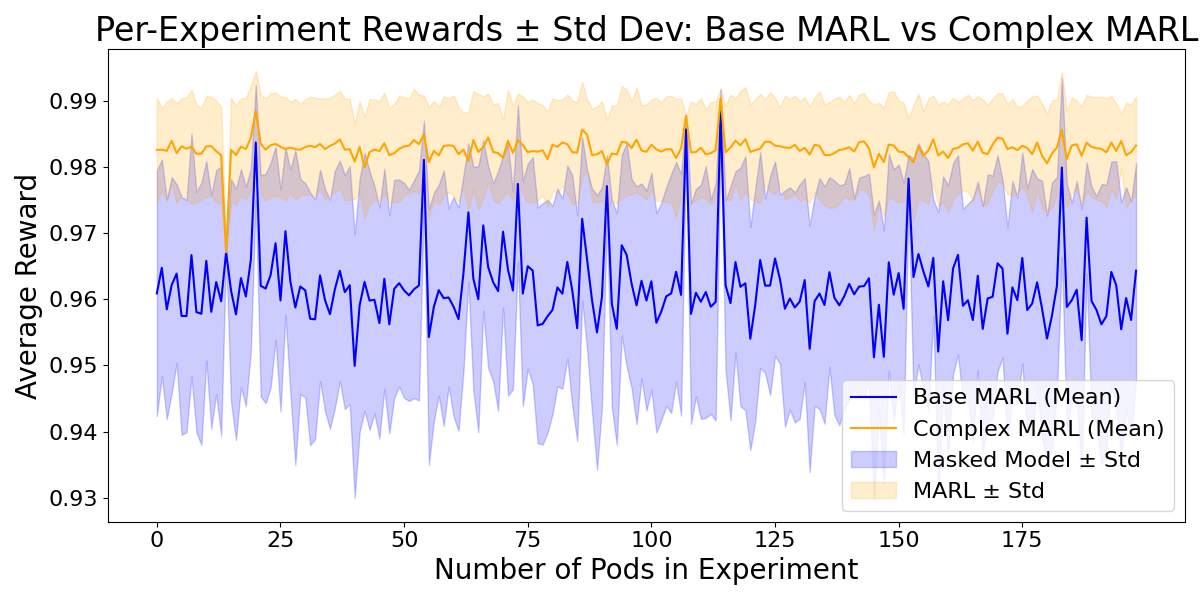 Per-Experiment Rewards ± Std Dev: Base MARL vs Complex MARL
Average Reward
0.99
0.98
0.97
0.96
0.95
0.94
0.93
0 25 50 75 100 125 150 175
Number of Pods in Experiment
Base MARL (Mean)
Complex MARL (Mean)
Masked Model ± Std
MARL ± Std